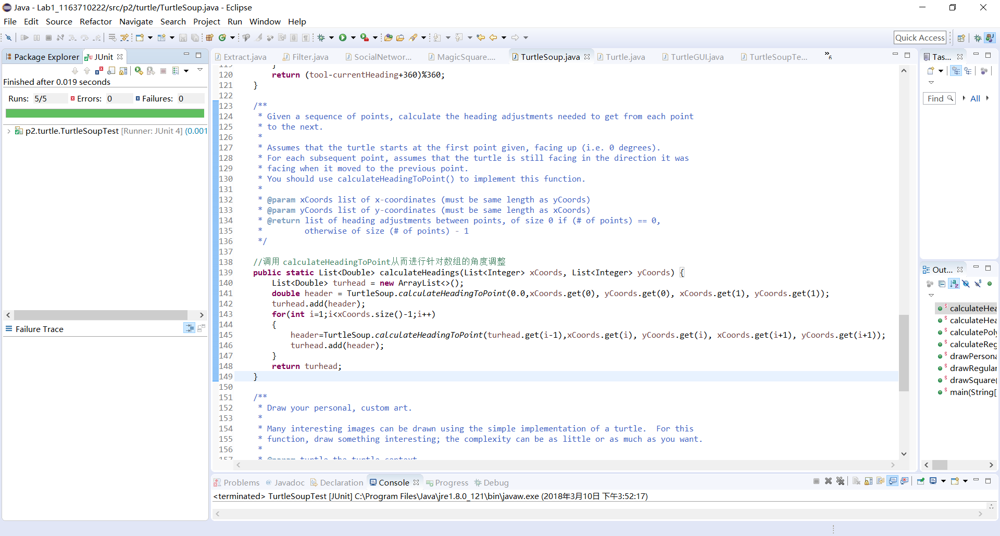 Java - Lab1_1163710222/src/p2/turtle/TurtleSoup.java - Eclipse
File Edit Source Refactor Navigate Search Project Run Window Help
Quick Access
Package Explorer JUnit
Finished after 0.019 seconds
Runs: 5/5 Errors: 0 Failures: 0
p2.turtle.TurtleSoupTest [Runner: JUnit 4] (0.001
Failure Trace
Extract.java Filter.java SocialNetwor... MagicSquare.... TurtleSoup.java Turtle.java TurtleGUI.java TurtleSoupTe... »6
119 }
120 return (tool-currentHeading+360)%360;
121 }
122
123 /**
124 * Given a sequence of points, calculate the heading adjustments needed to get from each point
125 * to the next.
126 *
127 * Assumes that the turtle starts at the first point given, facing up (i.e. 0 degrees).
128 * For each subsequent point, assumes that the turtle is still facing in the direction it was
129 * facing when it moved to the previous point.
130 * You should use calculateHeadingToPoint() to implement this function.
131 *
132 * @param xCoords list of x-coordinates (must be same length as yCoords)
133 * @param yCoords list of y-coordinates (must be same length as xCoords)
134 * @return list of heading adjustments between points, of size 0 if (# of points) == 0,
135 * otherwise of size (# of points) - 1
136 */
137
138 //调用 calculateHeadingToPoint从而进行针对数组的角度调整
139 public static List<Double> calculateHeadings(List<Integer> xCoords, List<Integer> yCoords) {
140 List<Double> turhead = new ArrayList<>();
141 double header = TurtleSoup.calculateHeadingToPoint(0.0,xCoords.get(0), yCoords.get(0), xCoords.get(1), yCoords.get(1));
142 turhead.add(header);
143 for(int i=1;i<xCoords.size()-1;i++)
144 {
145 header=TurtleSoup.calculateHeadingToPoint(turhead.get(i-1),xCoords.get(i), yCoords.get(i), xCoords.get(i+1), yCoords.get(i+1));
146 turhead.add(header);
147 }
148 return turhead;
149 }
150
151 /**
152 * Draw your personal, custom art.
153 *
154 * Many interesting images can be drawn using the simple implementation of a turtle. For this
155 * function, draw something interesting; the complexity can be as little or as much as you want.
156 *
157 * @param turtle the turtle context
Tas...
Find All
Out...
calculateHea
calculateHea
calculatePoly
calculateReg
drawPersona
drawRegular
drawSquare(
main(String[
Problems @ Javadoc Declaration Console Progress Debug
<terminated> TurtleSoupTest [JUnit] C:\Program Files\Java\jre1.8.0_121\bin\javaw.exe (2018年3月10日 下午3:52:17)